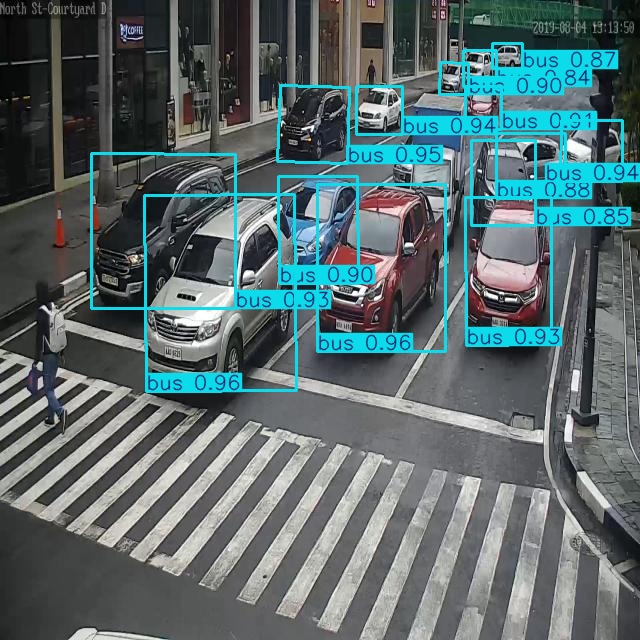 North St-Courtyard D
2019-08-04 13:13:50
COFFEE
bus 0.87
bus 0.84
bus 0.90
bus 0.94
bus 0.91
bus 0.95
bus 0.94
bus 0.88
bus 0.85
bus 0.90
bus 0.93
bus 0.96
bus 0.93
bus 0.96